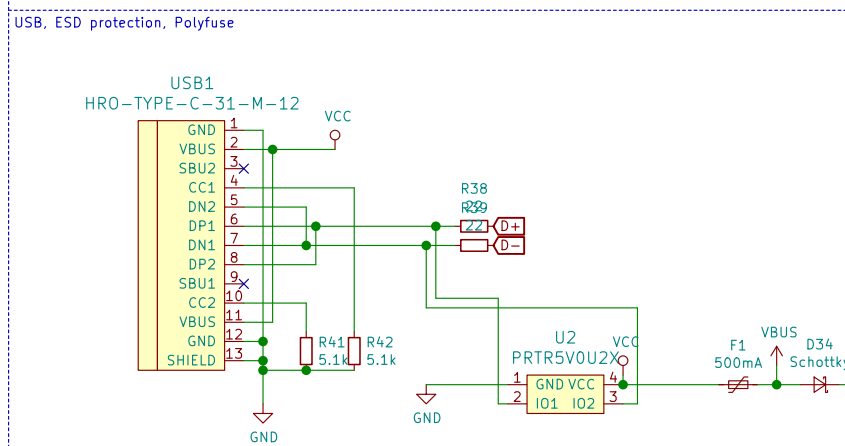 USB, ESD protection, Polyfuse
USB1
HRO-TYPE-C-31-M-12
VCC
GND 1
VBUS 2
SBU2 3
CC1 4
DN2 5
DP1 6
DN1 7
DP2 8
SBU1 9
CC2 10
VBUS 11
GND 12
SHIELD 13
R38
22
R39
22
D+
D-
R41
5.1k
R42
5.1k
GND
GND
U2
PRTR5V0U2X
VCC
1 GND VCC 4
2 IO1 IO2 3
F1
500mA
VBUS
D34
Schottky